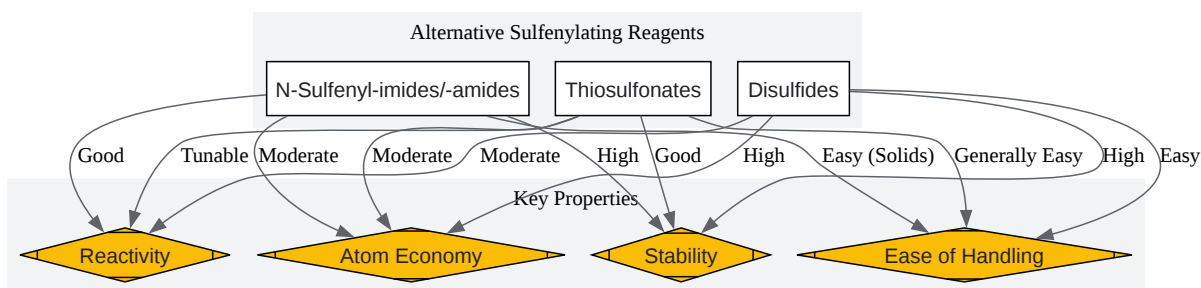 Alternative Sulfenylating Reagents
N-Sulfenyl-imides/-amides
Thiosulfonates
Disulfides
Good
Tunable
Moderate
Moderate
Moderate
High
Good
High
Easy (Solids)
Generally Easy
High
Easy
Key Properties
Reactivity
Atom Economy
Stability
Ease of Handling